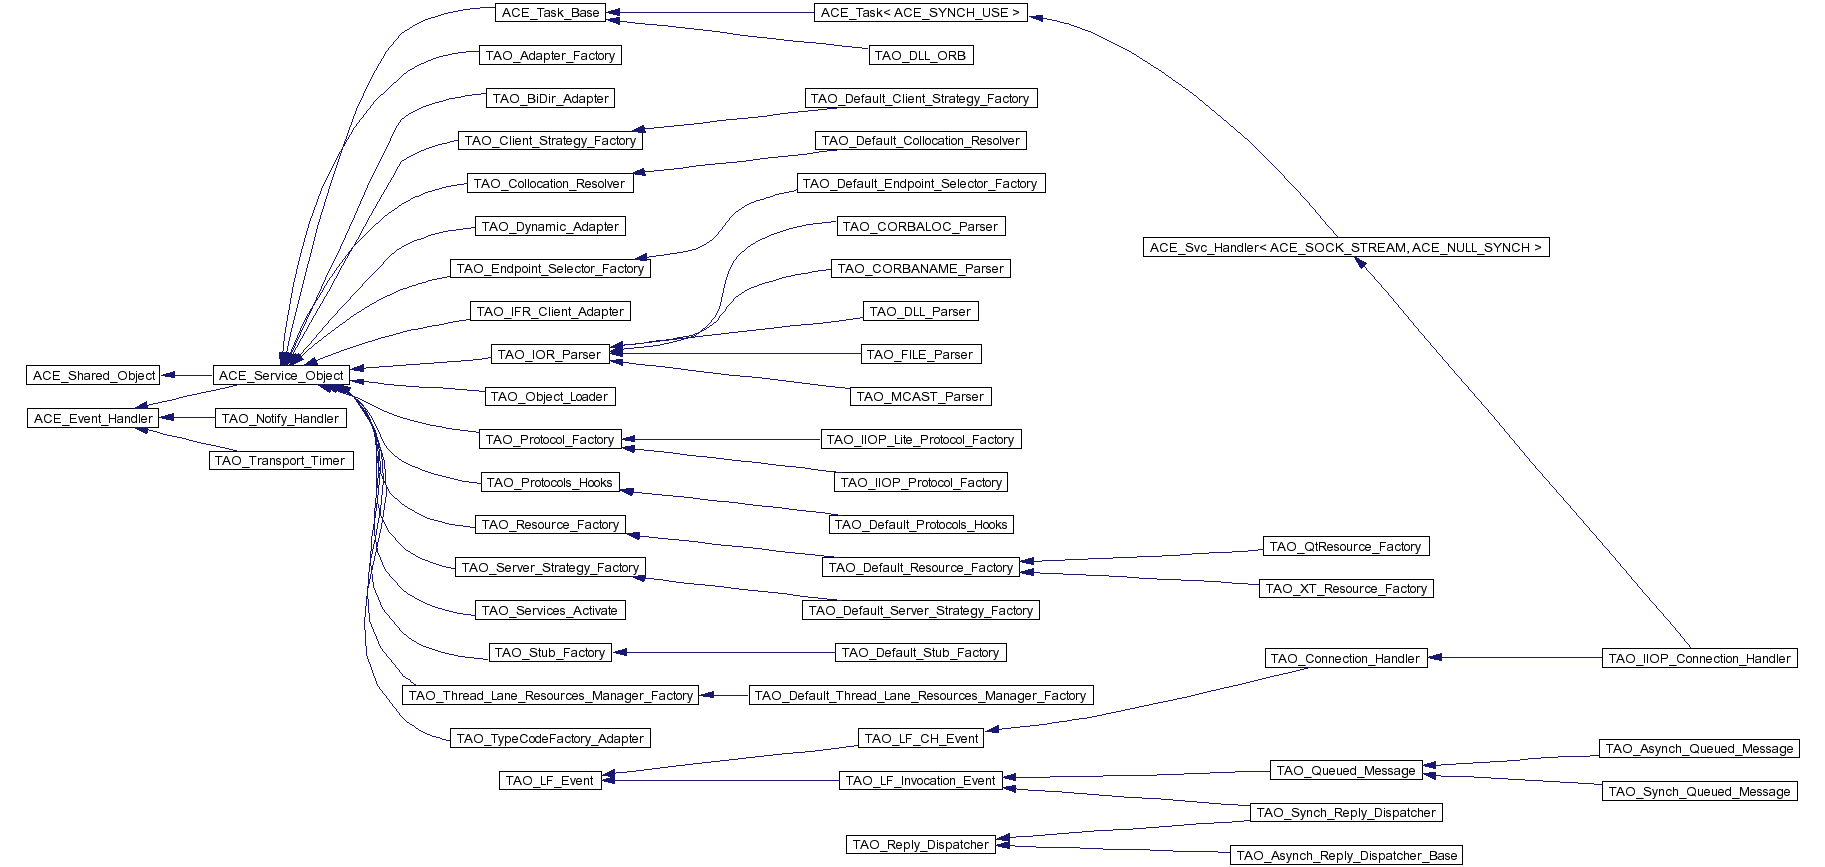 ACE_Task_Base
ACE_Task< ACE_SYNCH_USE >
TAO_Adapter_Factory
TAO_DLL_ORB
TAO_BiDir_Adapter
TAO_Default_Client_Strategy_Factory
TAO_Client_Strategy_Factory
TAO_Default_Collocation_Resolver
TAO_Collocation_Resolver
TAO_Default_Endpoint_Selector_Factory
TAO_Dynamic_Adapter
TAO_CORBALOC_Parser
ACE_Svc_Handler< ACE_SOCK_STREAM, ACE_NULL_SYNCH >
TAO_Endpoint_Selector_Factory
TAO_CORBANAME_Parser
TAO_IFR_Client_Adapter
TAO_DLL_Parser
TAO_IOR_Parser
TAO_FILE_Parser
ACE_Shared_Object
ACE_Service_Object
TAO_Object_Loader
TAO_MCAST_Parser
ACE_Event_Handler
TAO_Notify_Handler
TAO_Protocol_Factory
TAO_IIOP_Lite_Protocol_Factory
TAO_Transport_Timer
TAO_Protocols_Hooks
TAO_IIOP_Protocol_Factory
TAO_Resource_Factory
TAO_Default_Protocols_Hooks
TAO_QtResource_Factory
TAO_Server_Strategy_Factory
TAO_Default_Resource_Factory
TAO_XT_Resource_Factory
TAO_Services_Activate
TAO_Default_Server_Strategy_Factory
TAO_Stub_Factory
TAO_Default_Stub_Factory
TAO_Connection_Handler
TAO_IIOP_Connection_Handler
TAO_Thread_Lane_Resources_Manager_Factory
TAO_Default_Thread_Lane_Resources_Manager_Factory
TAO_TypeCodeFactory_Adapter
TAO_LF_CH_Event
TAO_Asynch_Queued_Message
TAO_LF_Event
TAO_LF_Invocation_Event
TAO_Queued_Message
TAO_Synch_Queued_Message
TAO_Synch_Reply_Dispatcher
TAO_Reply_Dispatcher
TAO_Asynch_Reply_Dispatcher_Base